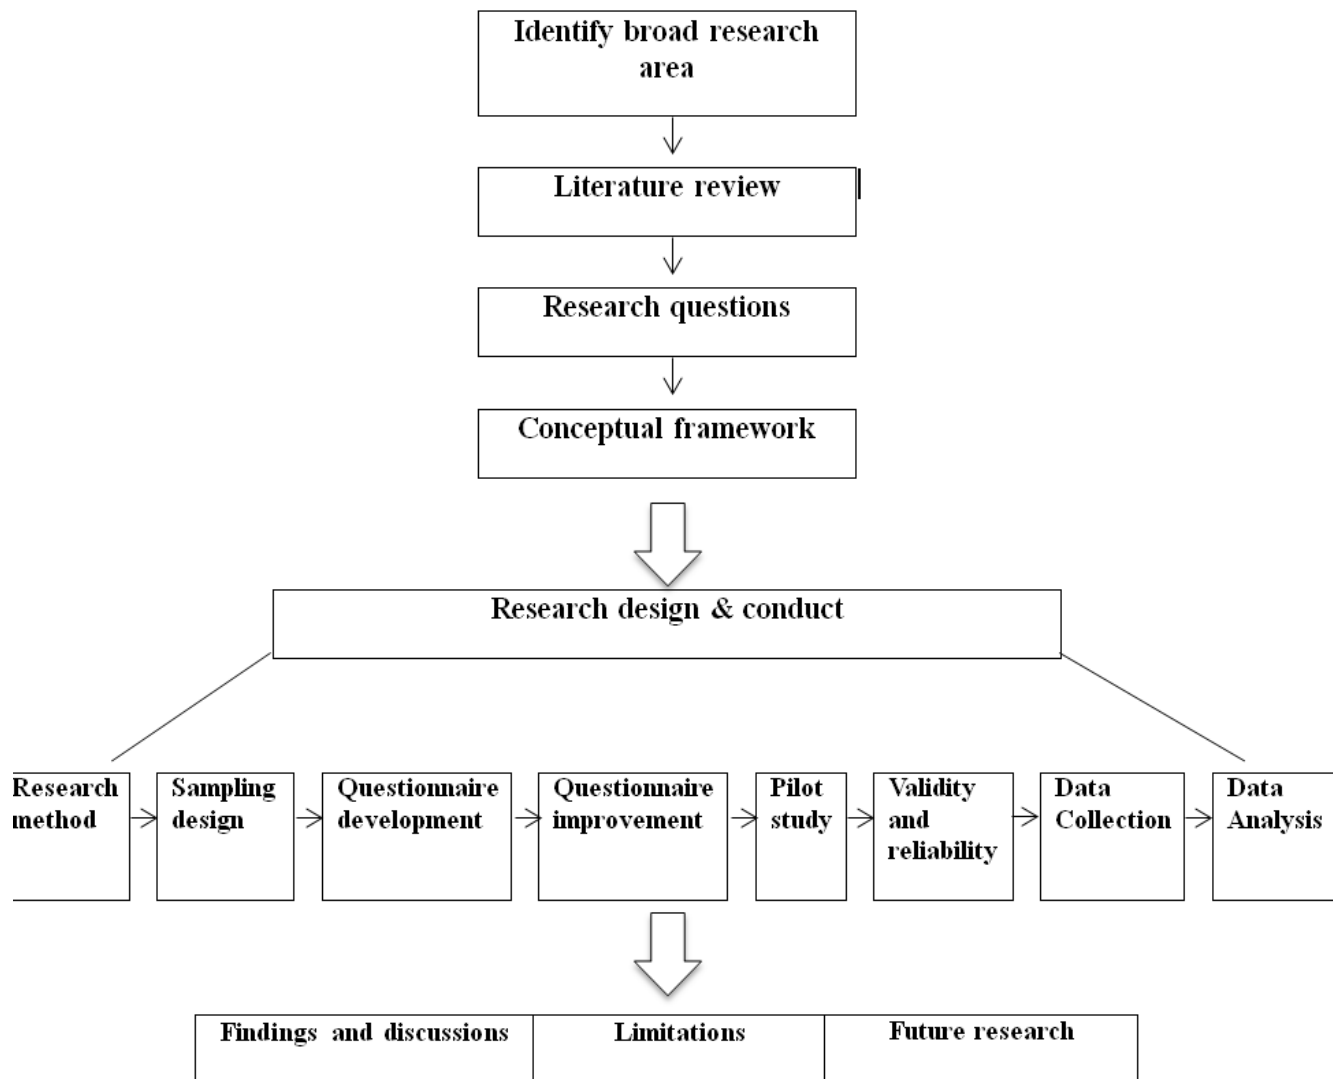 Identify broad research
area
Literature review
Research questions
Conceptual framework
Research design & conduct
Research
method
Sampling
design
Questionnaire
development
Questionnaire
improvement
Pilot
study
Validity
and
reliability
Data
Collection
Data
Analysis
Findings and discussions
Limitations
Future research